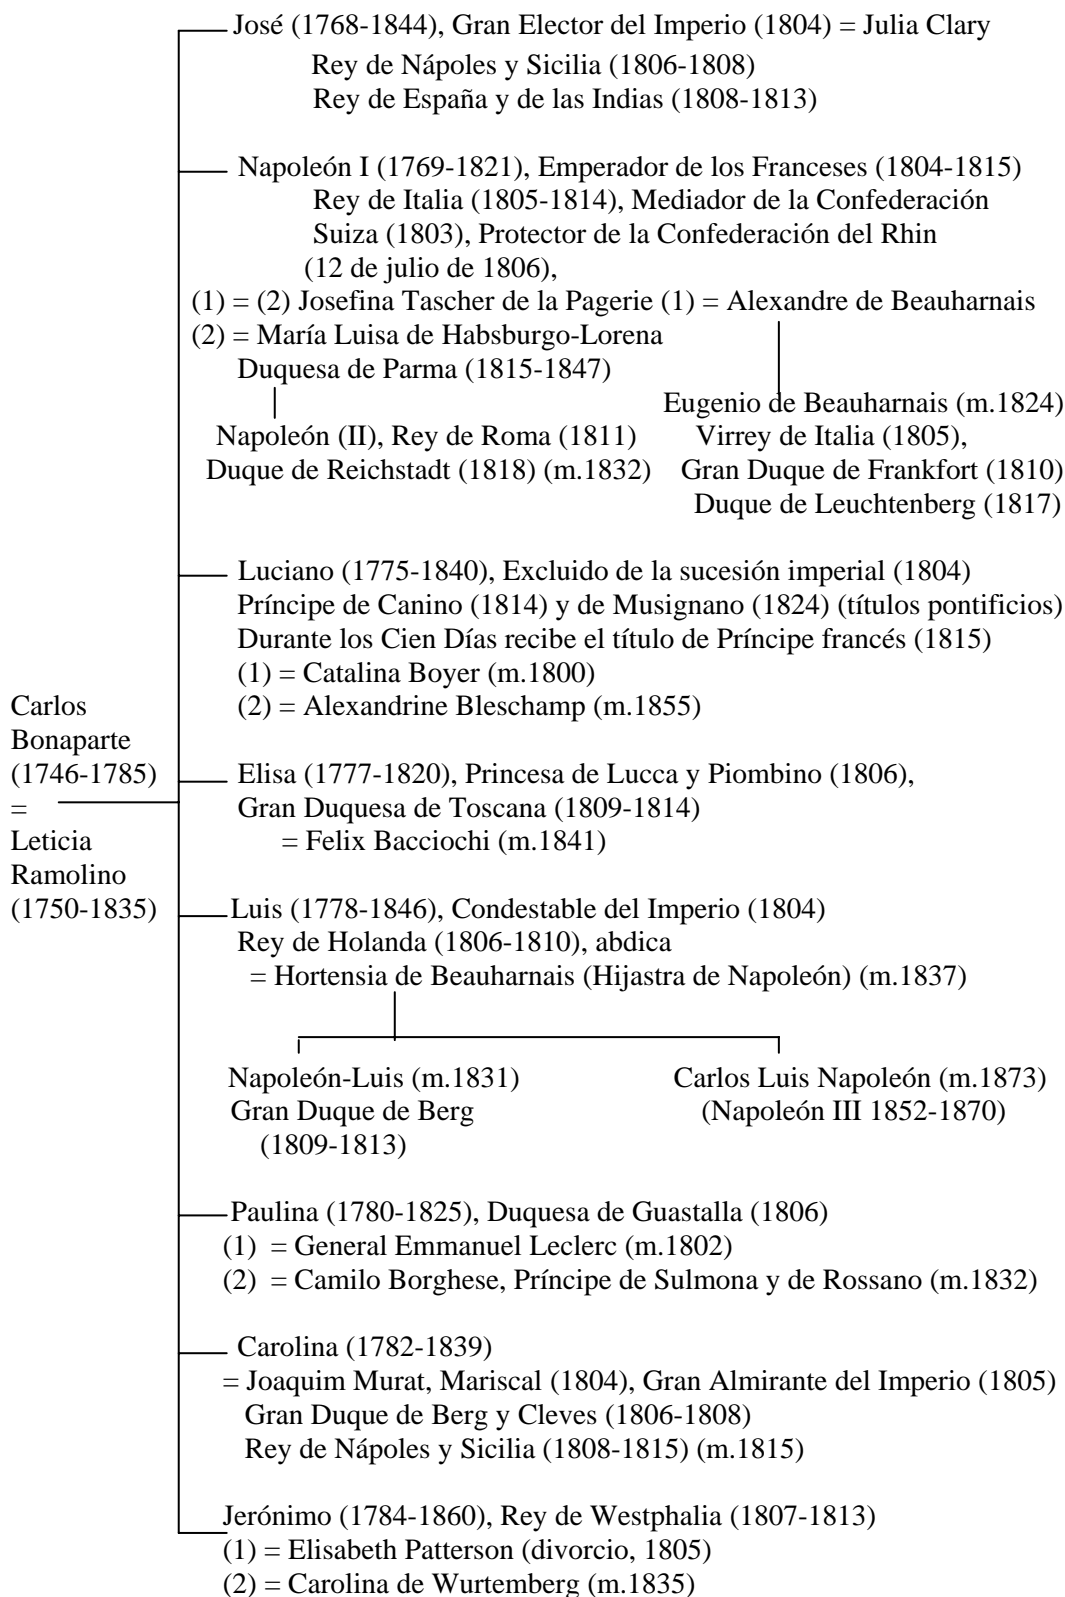 José (1768-1844), Gran Elector del Imperio (1804) = Julia Clary
Rey de Nápoles y Sicilia (1806-1808)
Rey de España y de las Indias (1808-1813)
Napoleón I (1769-1821), Emperador de los Franceses (1804-1815)
Rey de Italia (1805-1814), Mediador de la Confederación
Suiza (1803), Protector de la Confederación del Rhin
(12 de julio de 1806),
(1) = (2) Josefina Tascher de la Pagerie (1) = Alexandre de Beauharnais
(2) = María Luisa de Habsburgo-Lorena
Duquesa de Parma (1815-1847)
Napoleón (II), Rey de Roma (1811)
Duque de Reichstadt (1818) (m.1832)
Eugenio de Beauharnais (m.1824)
Virrey de Italia (1805),
Gran Duque de Frankfort (1810)
Duque de Leuchtenberg (1817)
Luciano (1775-1840), Excluido de la sucesión imperial (1804)
Príncipe de Canino (1814) y de Musignano (1824) (títulos pontificios)
Durante los Cien Días recibe el título de Príncipe francés (1815)
(1) = Catalina Boyer (m.1800)
(2) = Alexandrine Bleschamp (m.1855)
Carlos
Bonaparte
(1746-1785)
=
Leticia
Ramolino
(1750-1835)
Elisa (1777-1820), Princesa de Lucca y Piombino (1806),
Gran Duquesa de Toscana (1809-1814)
= Felix Bacciochi (m.1841)
Luis (1778-1846), Condestable del Imperio (1804)
Rey de Holanda (1806-1810), abdica
= Hortensia de Beauharnais (Hijastra de Napoleón) (m.1837)
Napoleón-Luis (m.1831)
Gran Duque de Berg
(1809-1813)
Carlos Luis Napoleón (m.1873)
(Napoleón III 1852-1870)
Paulina (1780-1825), Duquesa de Guastalla (1806)
(1) = General Emmanuel Leclerc (m.1802)
(2) = Camilo Borghese, Príncipe de Sulmona y de Rossano (m.1832)
Carolina (1782-1839)
= Joaquim Murat, Mariscal (1804), Gran Almirante del Imperio (1805)
Gran Duque de Berg y Cleves (1806-1808)
Rey de Nápoles y Sicilia (1808-1815) (m.1815)
Jerónimo (1784-1860), Rey de Westphalia (1807-1813)
(1) = Elisabeth Patterson (divorcio, 1805)
(2) = Carolina de Wurtemberg (m.1835)